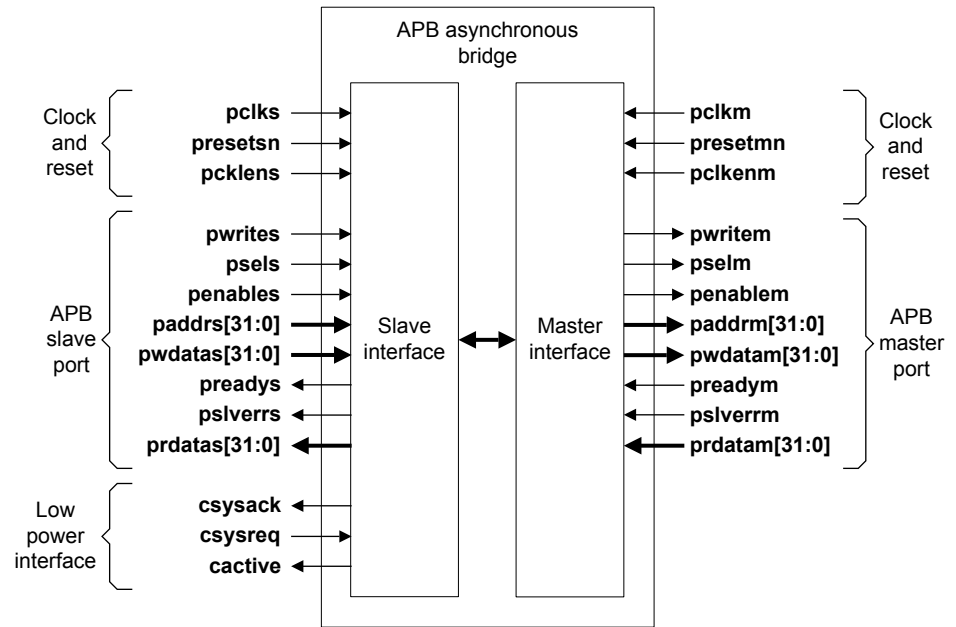 APB asynchronous
bridge
Clock
and
reset
pclks
presetsn
pcklens
APB
slave
port
pwrites
psels
penables
paddrs[31:0]
pwdatas[31:0]
preadys
pslverrs
prdatas[31:0]
Low
power
interface
csysack
csysreq
cactive
Slave
interface
Master
interface
pclkm
presetmn
pclkenm
Clock
and
reset
pwritem
pselm
penablem
paddrm[31:0]
pwdatam[31:0]
preadym
pslverrm
prdatam[31:0]
APB
master
port